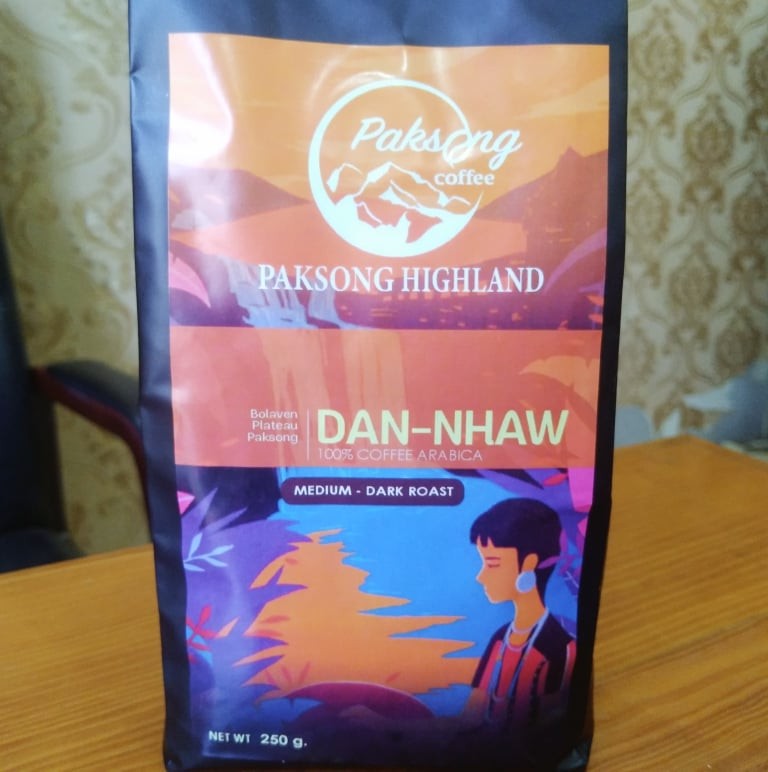 Paksong
coffee
PAKSONG HIGHLAND
Bolaven
Plateau
Paksong
DAN-NHAW
100% COFFEE ARABICA
MEDIUM - DARK ROAST
NET WT 250 g.